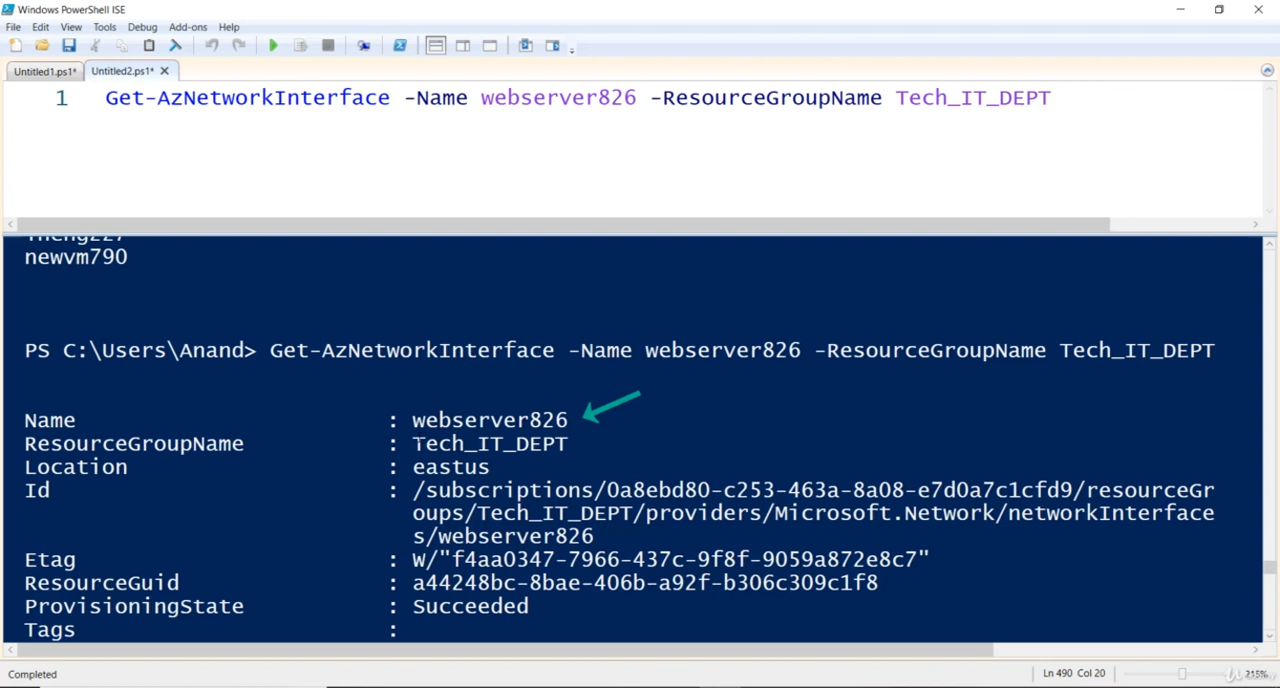 Windows PowerShell ISE
File Edit View Tools Debug Add-ons Help
Untitled1.ps1* Untitled2.ps1* X
1 Get-AzNetworkInterface -Name webserver826 -ResourceGroupName Tech_IT_DEPT
newvm790
PS C:\Users\Anand> Get-AzNetworkInterface -Name webserver826 -ResourceGroupName Tech_IT_DEPT
Name : webserver826
ResourceGroupName : Tech_IT_DEPT
Location : eastus
Id : /subscriptions/0a8ebd80-c253-463a-8a08-e7d0a7c1cfd9/resourceGr
oups/Tech_IT_DEPT/providers/Microsoft.Network/networkInterface
s/webserver826
Etag : W/"f4aa0347-7966-437c-9f8f-9059a872e8c7"
ResourceGuid : a44248bc-8bae-406b-a92f-b306c309c1f8
ProvisioningState : Succeeded
Tags :
Completed Ln 490 Col 20 215%